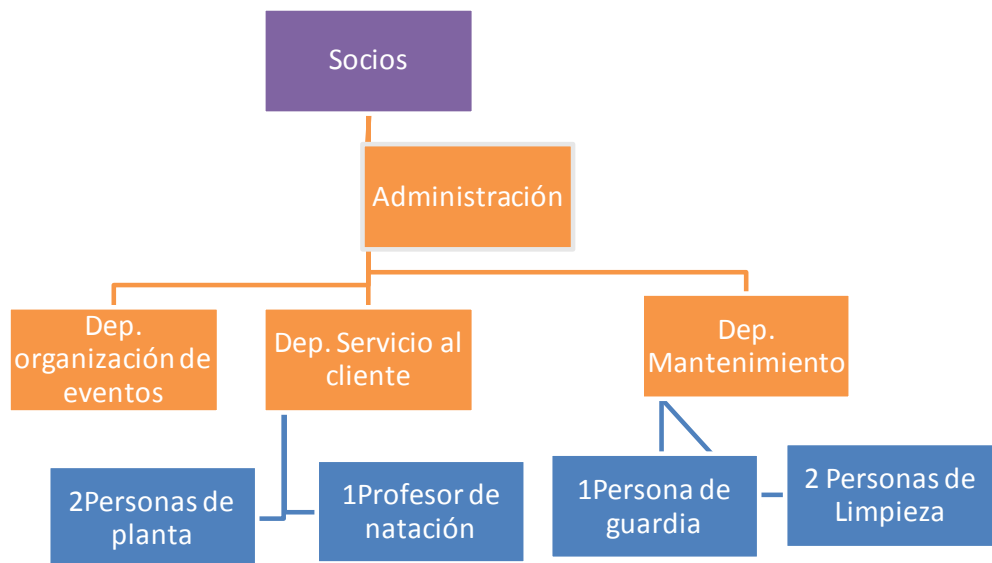 Socios
Administración
Dep.
organización de
eventos
Dep. Servicio al
cliente
Dep.
Mantenimiento
2Personas de
planta
1Profesor de
natación
1Persona de
guardia
2 Personas de
Limpieza